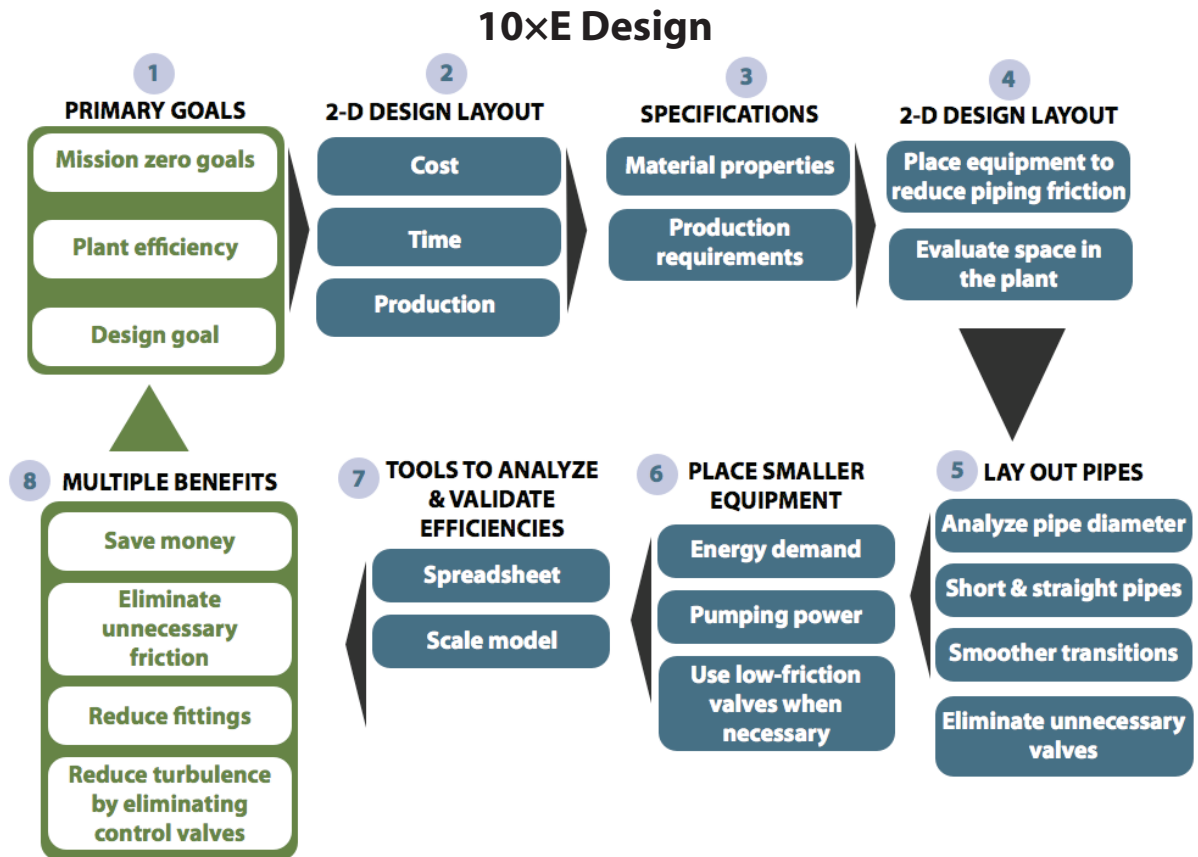 10×E Design
1
PRIMARY GOALS
Mission zero goals
Plant efficiency
Design goal
2
2-D DESIGN LAYOUT
Cost
Time
Production
3
SPECIFICATIONS
Material properties
Production
requirements
4
2-D DESIGN LAYOUT
Place equipment to
reduce piping friction
Evaluate space in
the plant
5
LAY OUT PIPES
Analyze pipe diameter
Short & straight pipes
Smoother transitions
Eliminate unnecessary
valves
6
PLACE SMALLER
EQUIPMENT
Energy demand
Pumping power
Use low-friction
valves when
necessary
7
TOOLS TO ANALYZE
& VALIDATE
EFFICIENCIES
Spreadsheet
Scale model
8
MULTIPLE BENEFITS
Save money
Eliminate
unnecessary
friction
Reduce fittings
Reduce turbulence
by eliminating
control valves